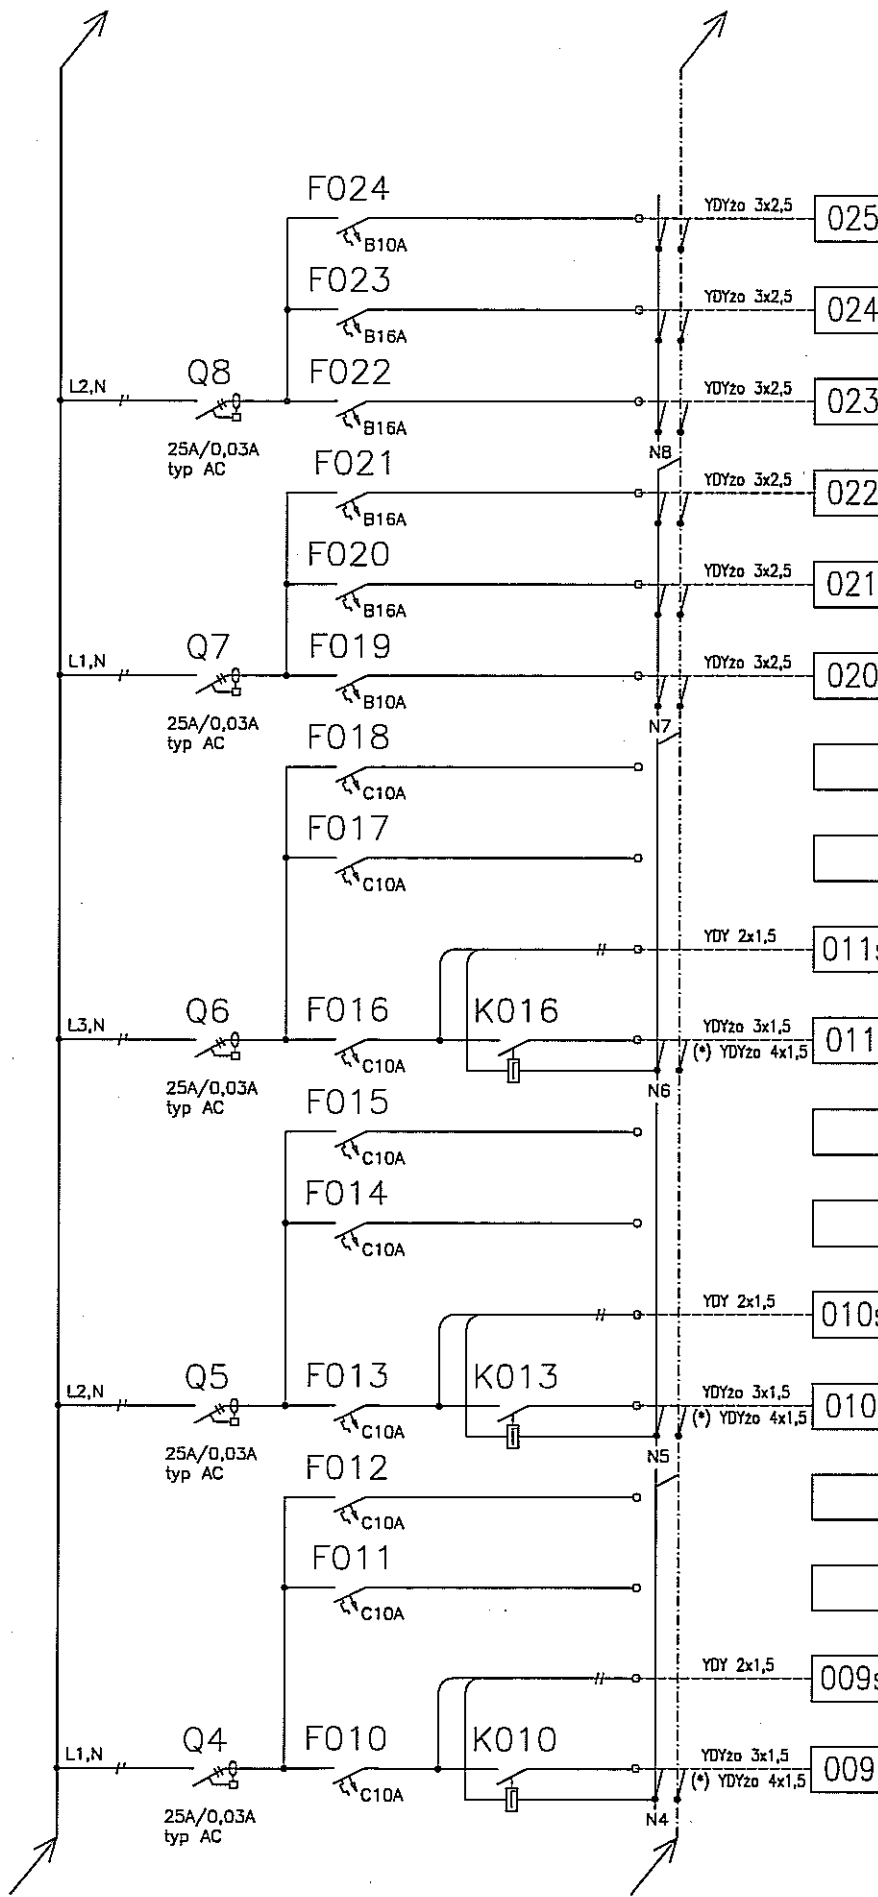 F024
YDYżo 3x2,5
025
B10A
F023
YDYżo 3x2,5
024
B16A
Q8
F022
YDYżo 3x2,5
023
L2,N
B16A
25A/0,03A
typ AC
N8
F021
YDYżo 3x2,5
022
B16A
F020
YDYżo 3x2,5
021
B16A
Q7
F019
YDYżo 3x2,5
020
L1,N
B10A
25A/0,03A
typ AC
N7
F018
C10A
F017
C10A
YDY 2x1,5
011s
Q6
F016
K016
YDYżo 3x1,5
011
L3,N
(*) YDYżo 4x1,5
C10A
25A/0,03A
typ AC
N6
F015
C10A
F014
C10A
YDY 2x1,5
010s
Q5
F013
K013
YDYżo 3x1,5
010
L2,N
(*) YDYżo 4x1,5
C10A
25A/0,03A
typ AC
N5
F012
C10A
F011
C10A
YDY 2x1,5
009s
Q4
F010
K010
YDYżo 3x1,5
009
L1,N
(*) YDYżo 4x1,5
C10A
25A/0,03A
typ AC
N4